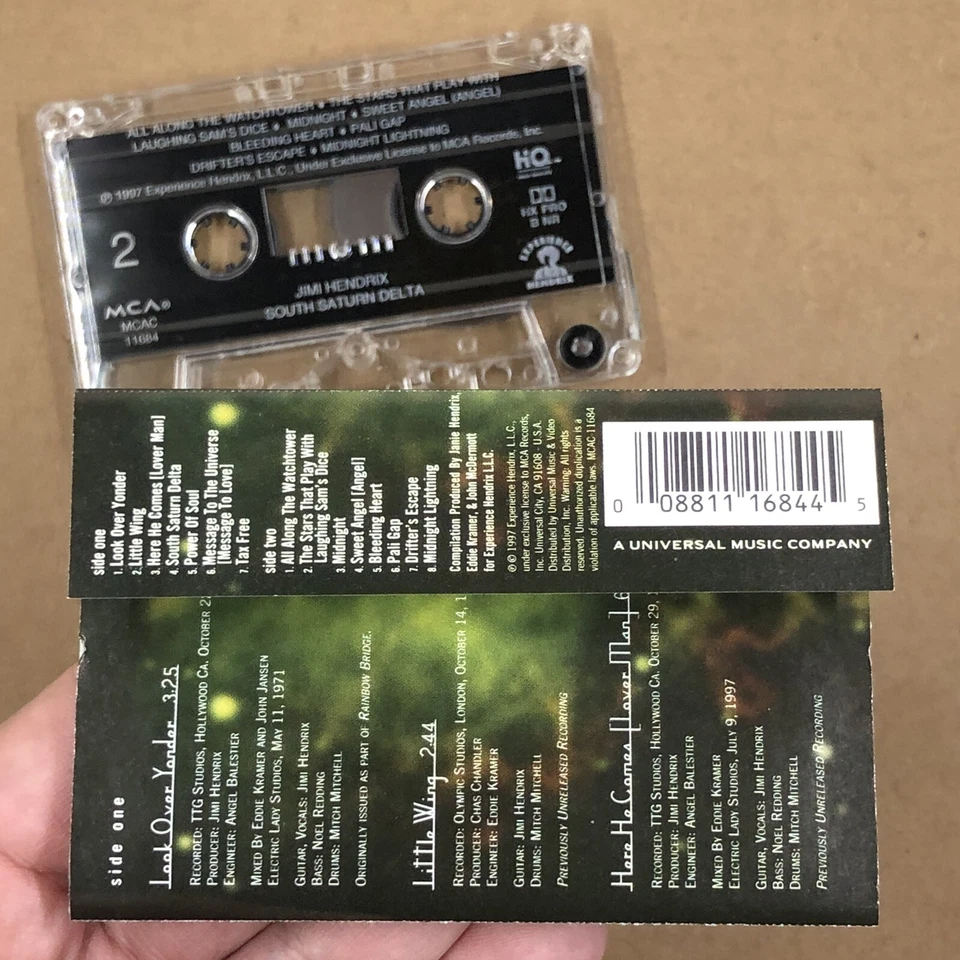 ALL ALONG THE WATCHTOWER • THE STARS THAT PLAY WITH
LAUGHING SAM'S DICE • MIDNIGHT • SWEET ANGEL (ANGEL)
BLEEDING HEART • PALI GAP
DRIFTER'S ESCAPE • MIDNIGHT LIGHTNING
℗ 1997 Experience Hendrix, L.L.C., Under Exclusive License to MCA Records, Inc.
HiQ
HX PRO
B NR
EXPERIENCE
HENDRIX
2
MCA®
MCAC
11684
JIMI HENDRIX
SOUTH SATURN DELTA
side one
1. Look Over Yonder
2. Little Wing
3. Here He Comes [Lover Man]
4. South Saturn Delta
5. Power Of Soul
6. Message To The Universe
[Message To Love]
7. Tax Free
side two
1. All Along The Watchtower
2. The Stars That Play With
Laughing Sam's Dice
3. Midnight
4. Sweet Angel [Angel]
5. Bleeding Heart
6. Pali Gap
7. Drifter's Escape
8. Midnight Lightning
Compilation Produced By Janie Hendrix,
Eddie Kramer, & John McDermott
for Experience Hendrix LLC.
℗ © 1997 Experience Hendrix, L.L.C.,
under exclusive license to MCA Records,
Inc. Universal City, CA 91608 - U.S.A.
Distributed by Universal Music & Video
Distribution, Inc. Warning: All rights
reserved. Unauthorized duplication is a
violation of applicable laws. MCAC-11684
0 08811 16844 5
A UNIVERSAL MUSIC COMPANY
side one
Look Over Yonder 3:25
RECORDED: TTG STUDIOS, HOLLYWOOD CA. OCTOBER 2
PRODUCER: JIMI HENDRIX
ENGINEER: ANGEL BALESTIER
MIXED BY EDDIE KRAMER AND JOHN JANSEN
ELECTRIC LADY STUDIOS, MAY 11, 1971
GUITAR, VOCALS: JIMI HENDRIX
BASS: NOEL REDDING
DRUMS: MITCH MITCHELL
ORIGINALLY ISSUED AS PART OF RAINBOW BRIDGE.
Little Wing 2:44
RECORDED: OLYMPIC STUDIOS, LONDON, OCTOBER 14, 1
PRODUCER: CHAS CHANDLER
ENGINEER: EDDIE KRAMER
GUITAR: JIMI HENDRIX
DRUMS: MITCH MITCHELL
PREVIOUSLY UNRELEASED RECORDING
Here He Comes [Lover Man]
RECORDED: TTG STUDIOS, HOLLYWOOD CA. OCTOBER 29, 1
PRODUCER: JIMI HENDRIX
ENGINEER: ANGEL BALESTIER
MIXED BY EDDIE KRAMER
ELECTRIC LADY STUDIOS, JULY 9, 1997
GUITAR, VOCALS: JIMI HENDRIX
BASS: NOEL REDDING
DRUMS: MITCH MITCHELL
PREVIOUSLY UNRELEASED RECORDING